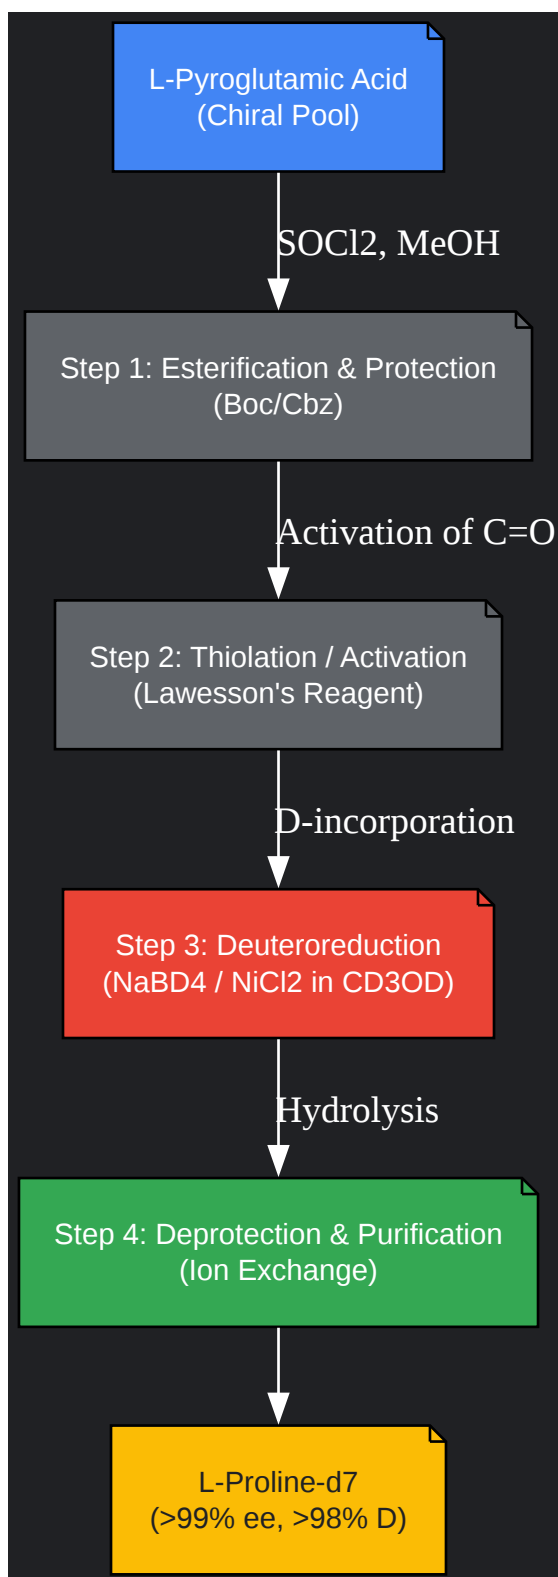 L-Pyroglutamic Acid
(Chiral Pool)
SOCl2, MeOH
Step 1: Esterification & Protection
(Boc/Cbz)
Activation of C=O
Step 2: Thiolation / Activation
(Lawesson's Reagent)
D-incorporation
Step 3: Deuteroreduction
(NaBD4 / NiCl2 in CD3OD)
Hydrolysis
Step 4: Deprotection & Purification
(Ion Exchange)
L-Proline-d7
(>99% ee, >98% D)